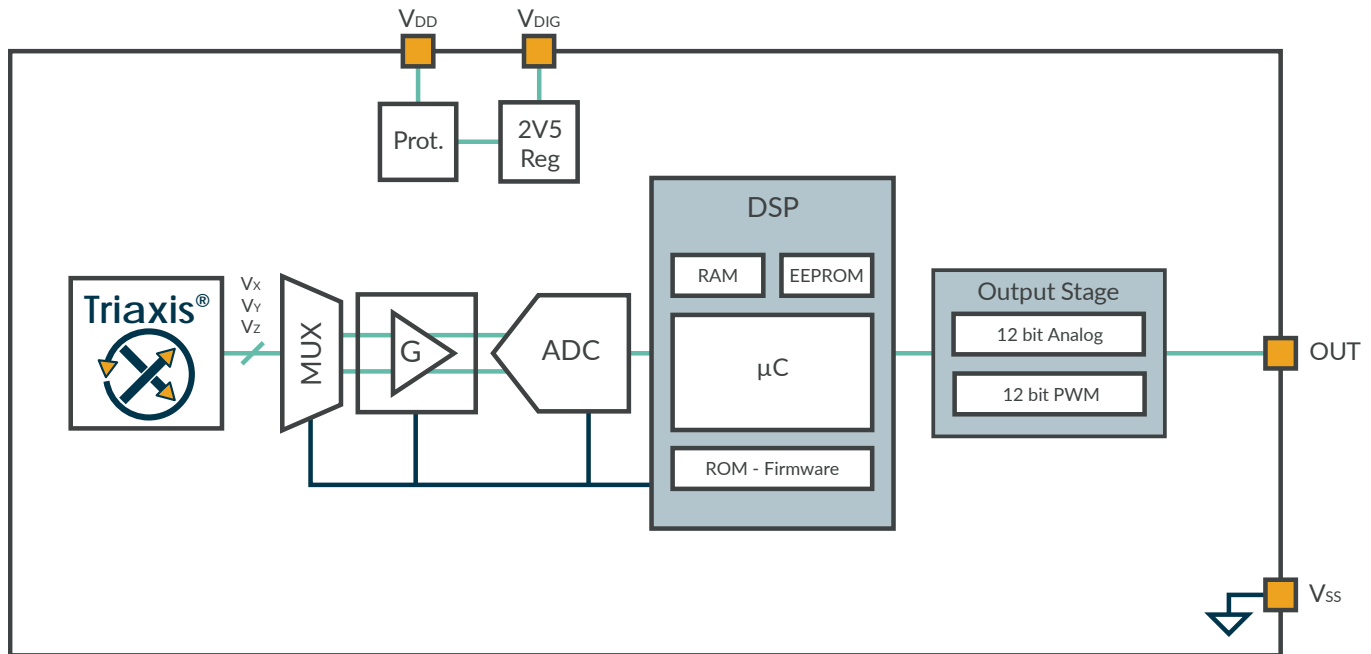 VDD
VDIG
Prot.
2V5
Reg
DSP
RAM
EEPROM
Triaxis®
VX
VY
VZ
MUX
G
ADC
µC
Output Stage
12 bit Analog
12 bit PWM
OUT
ROM - Firmware
VSS